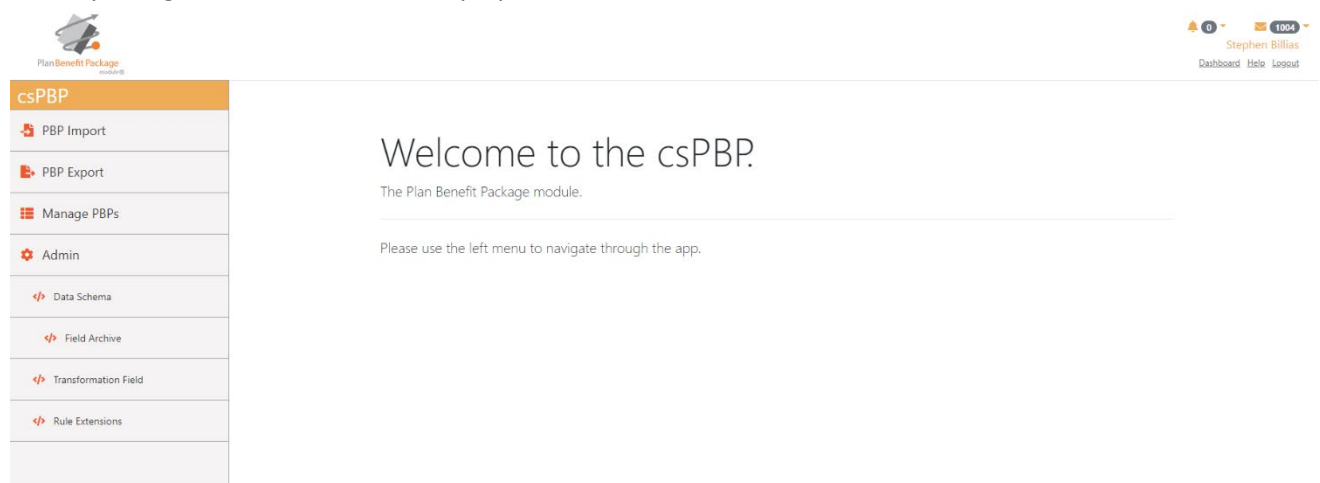 Plan Benefit Package
module®
0 1004
Stephen Billias
Dashboard Help Logout
csPBP
PBP Import
PBP Export
Manage PBPs
Admin
</> Data Schema
</> Field Archive
</> Transformation Field
</> Rule Extensions
Welcome to the csPBP.
The Plan Benefit Package module.
Please use the left menu to navigate through the app.